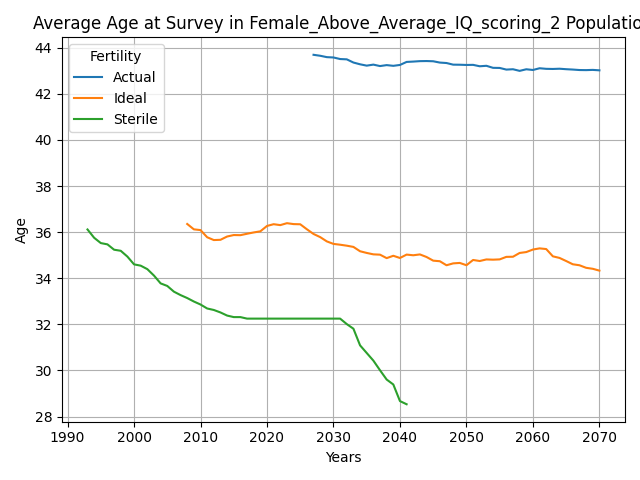 Average Age at Survey in Female_Above_Average_IQ_scoring_2 Populatio
Fertility
Actual
Ideal
Sterile
Age
44
42
40
38
36
34
32
30
28
1990 2000 2010 2020 2030 2040 2050 2060 2070
Years